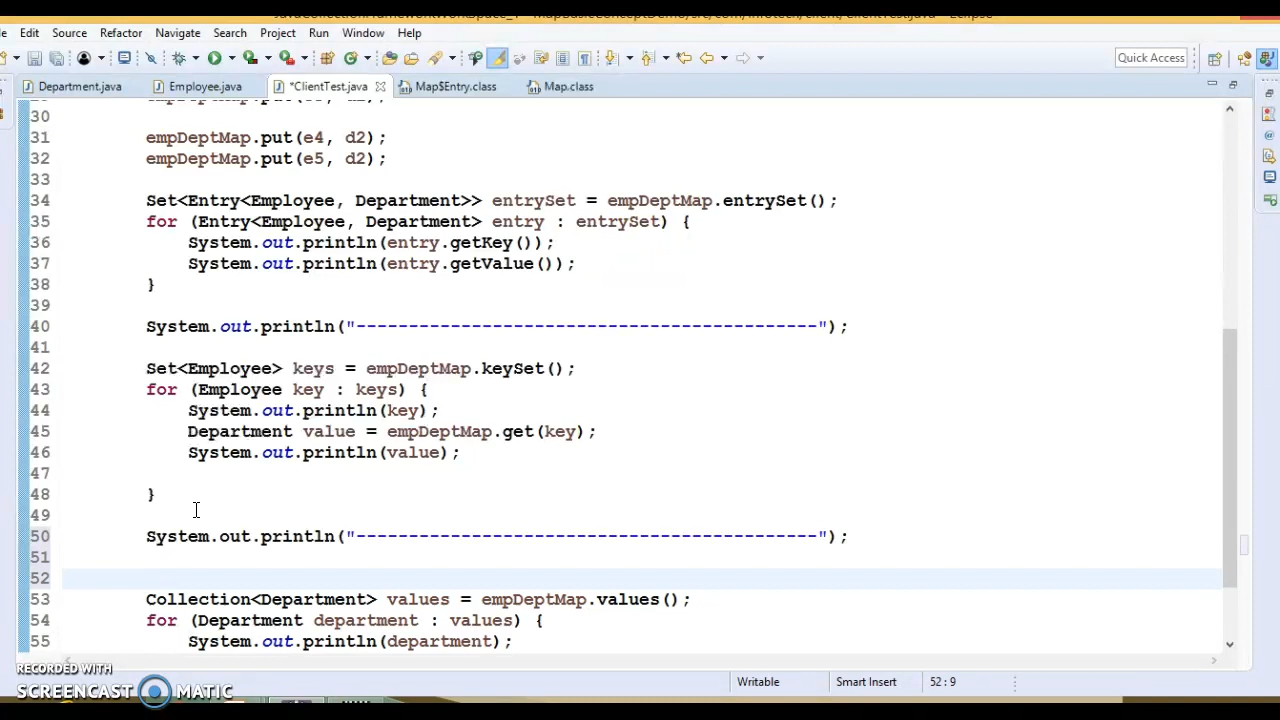 Edit Source Refactor Navigate Search Project Run Window Help
Quick Access
Department.java Employee.java *ClientTest.java Map$Entry.class Map.class
30
31 empDeptMap.put(e4, d2);
32 empDeptMap.put(e5, d2);
33
34 Set<Entry<Employee, Department>> entrySet = empDeptMap.entrySet();
35 for (Entry<Employee, Department> entry : entrySet) {
36 System.out.println(entry.getKey());
37 System.out.println(entry.getValue());
38 }
39
40 System.out.println("--------------------------------------------");
41
42 Set<Employee> keys = empDeptMap.keySet();
43 for (Employee key : keys) {
44 System.out.println(key);
45 Department value = empDeptMap.get(key);
46 System.out.println(value);
47
48 }
49
50 System.out.println("--------------------------------------------");
51
52
53 Collection<Department> values = empDeptMap.values();
54 for (Department department : values) {
55 System.out.println(department);
RECORDED WITH
SCREENCAST MATIC
Writable Smart Insert 52 : 9